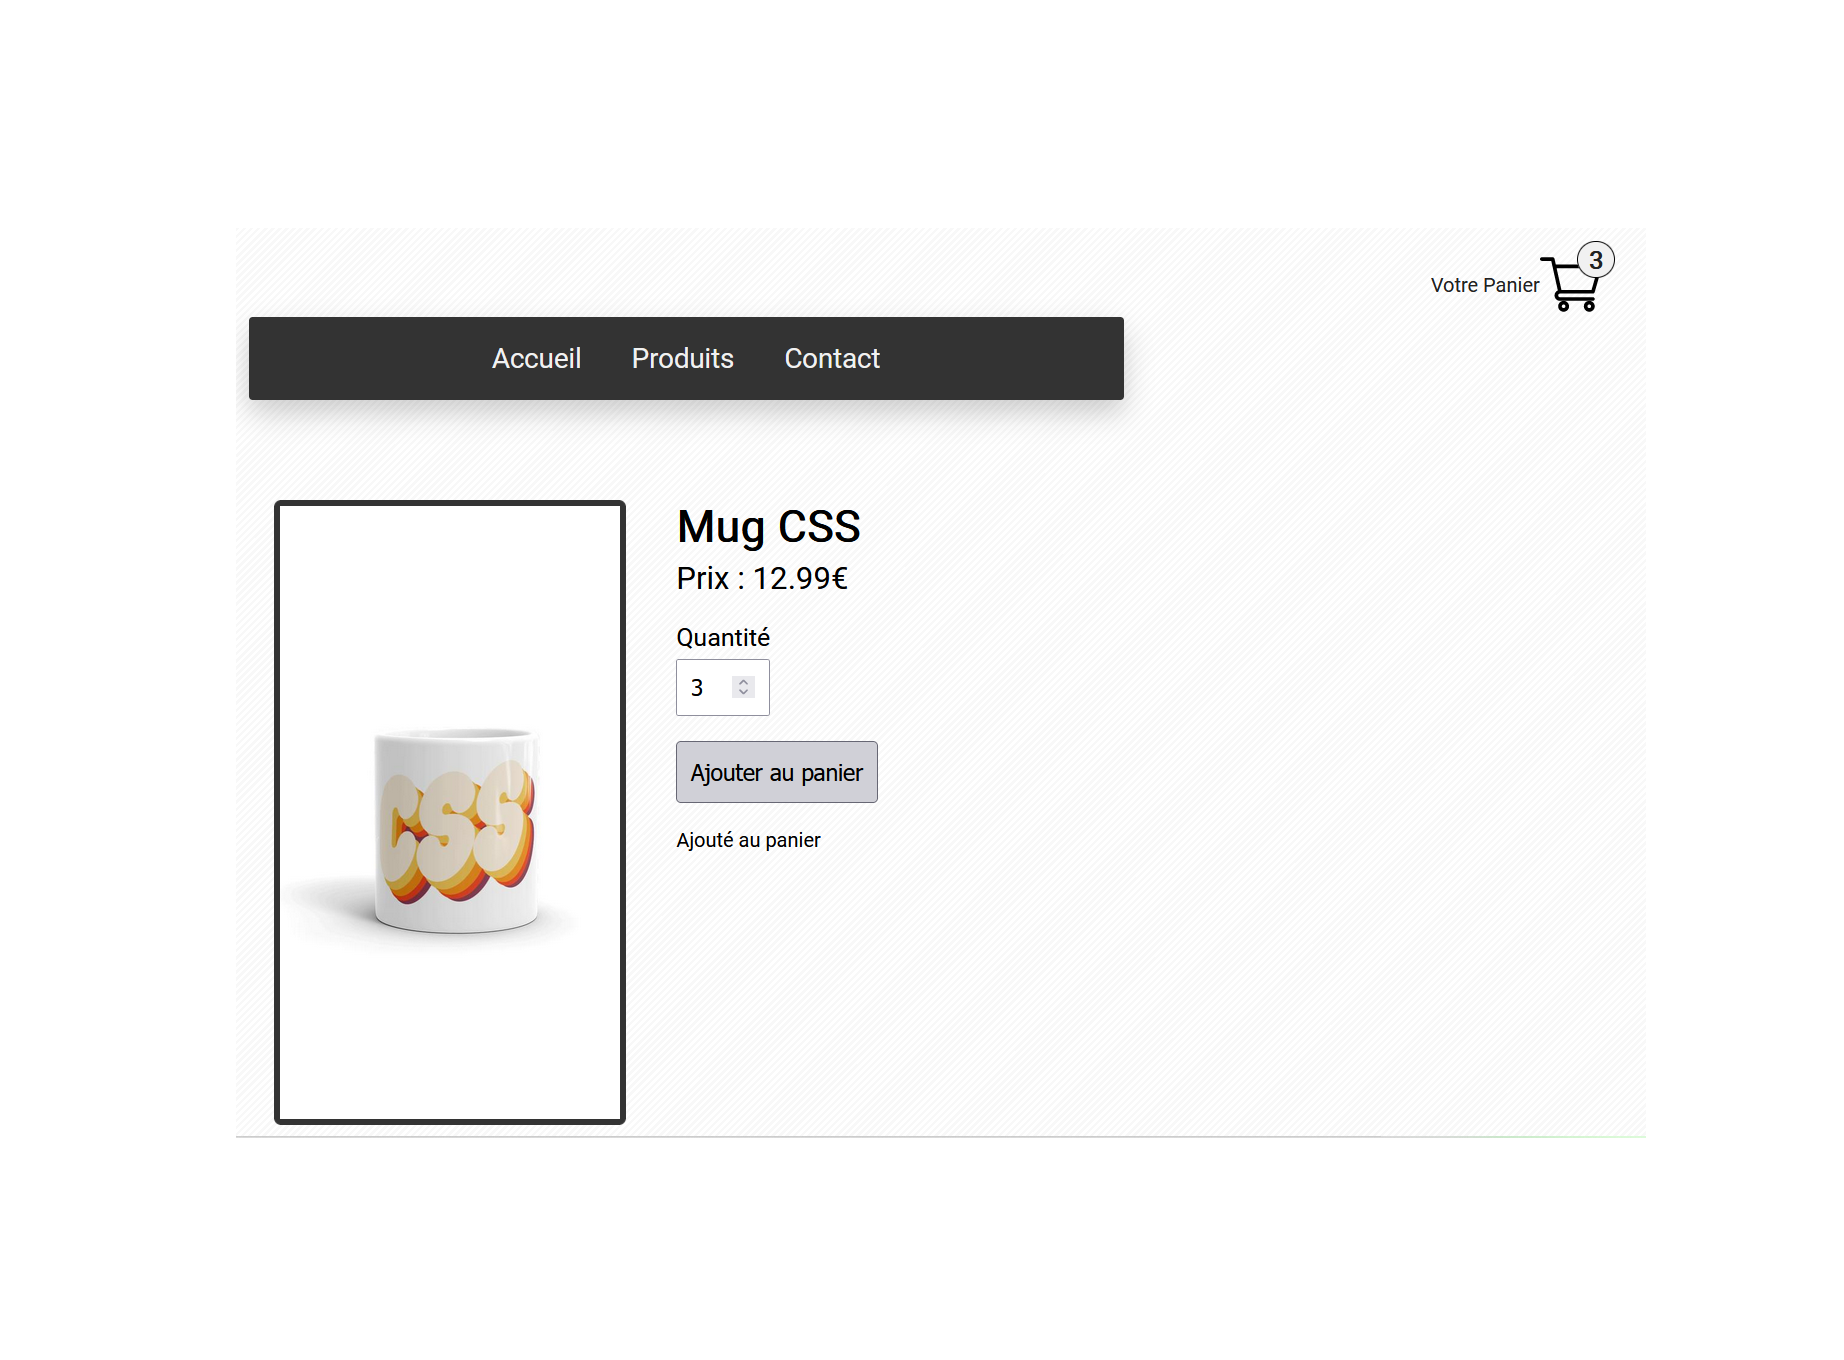 3
Votre Panier
Accueil Produits Contact
Mug CSS
Prix : 12.99€
Quantité
3
Ajouter au panier
Ajouté au panier
CSS